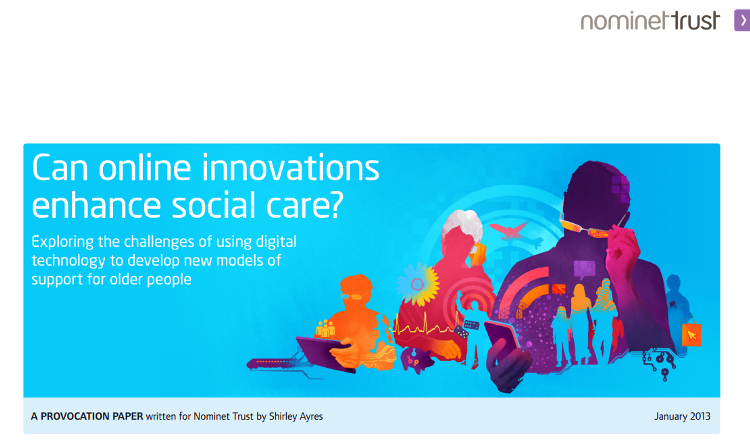 nominettrust
Can online innovations
enhance social care?
Exploring the challenges of using digital
technology to develop new models of
support for older people
A PROVOCATION PAPER written for Nominet Trust by Shirley Ayres
January 2013